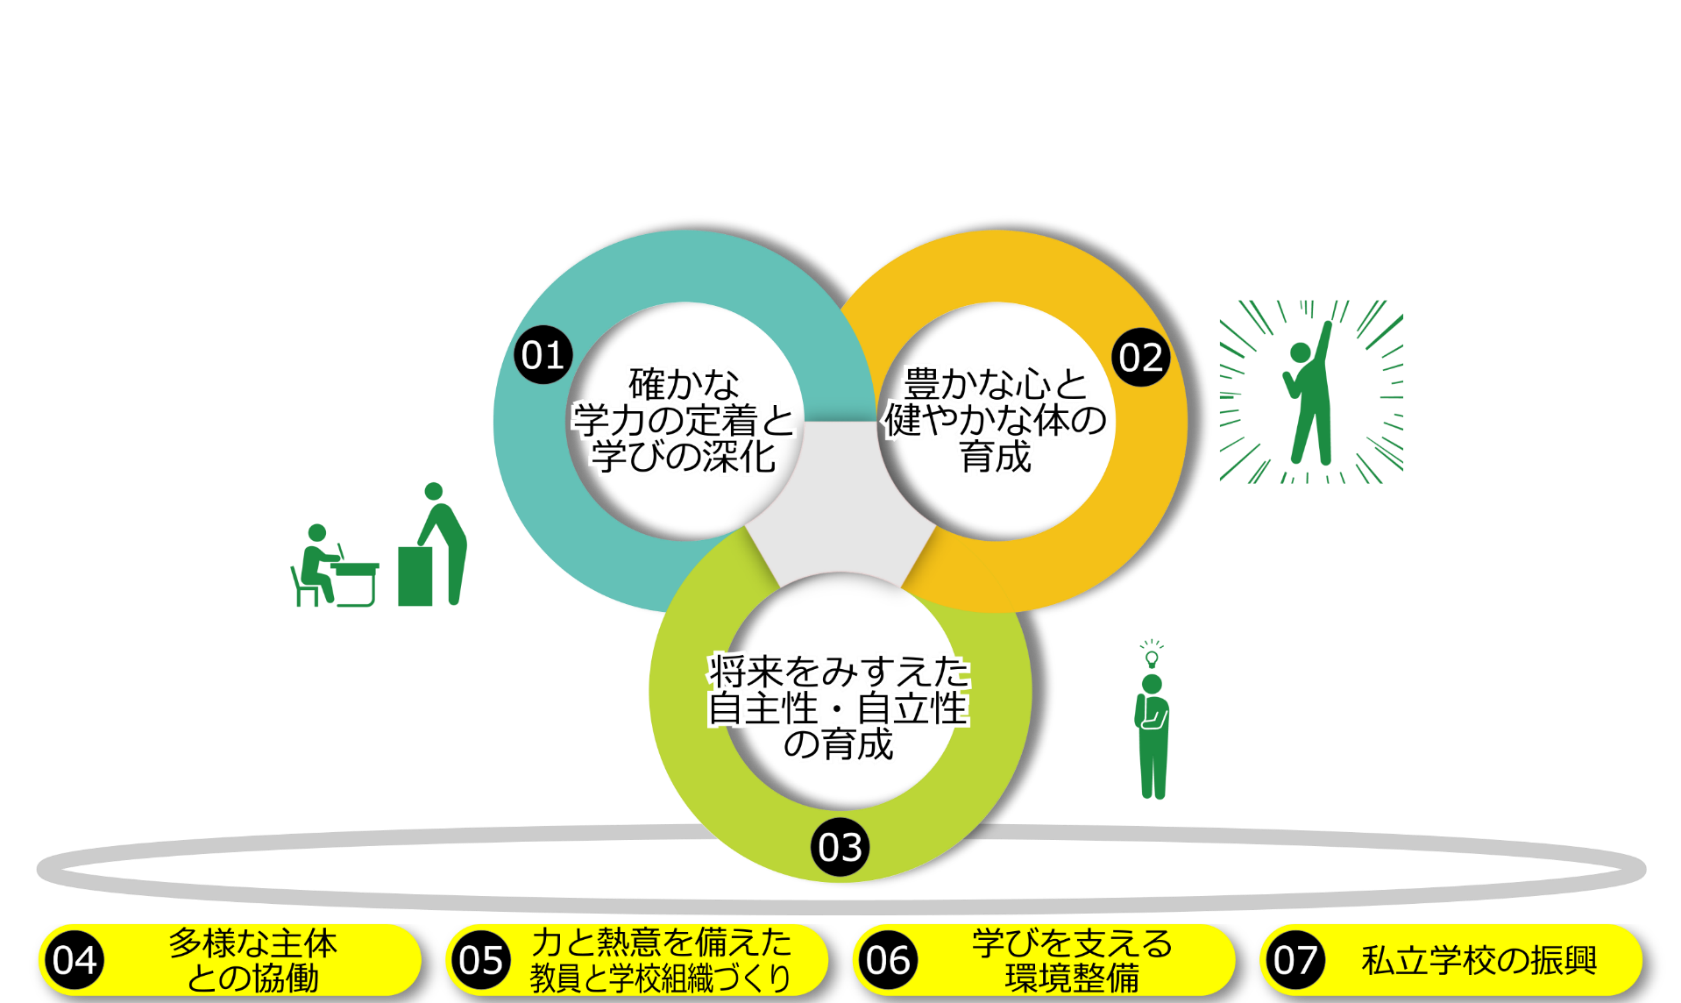 01
確かな
学力の定着と
学びの深化
02
豊かな心と
健やかな体の
育成
将来をみすえた
自主性・自立性
の育成
03
04
多様な主体
との協働
05
力と熱意を備えた
教員と学校組織づくり
06
学びを支える
環境整備
07
私立学校の振興